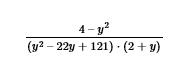 4 – y²
(y² – 22y + 121) · (2 + y)